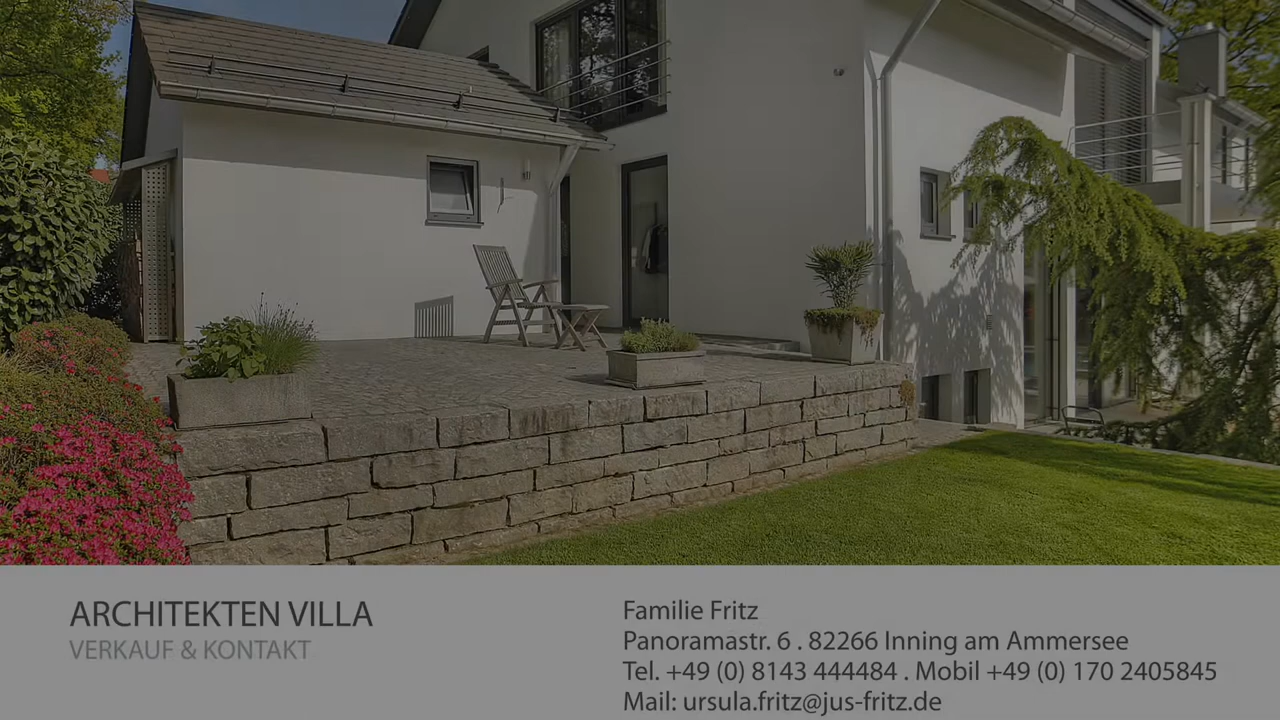 ARCHITEKTEN VILLA
VERKAUF & KONTAKT
Familie Fritz
Panoramastr. 6 . 82266 Inning am Ammersee
Tel. +49 (0) 8143 444484 . Mobil +49 (0) 170 2405845
Mail: ursula.fritz@jus-fritz.de